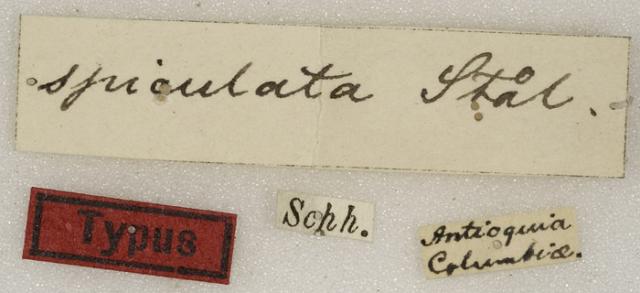 spiculata Stål.
Typus
Schh.
Antioquia
Columbiæ.